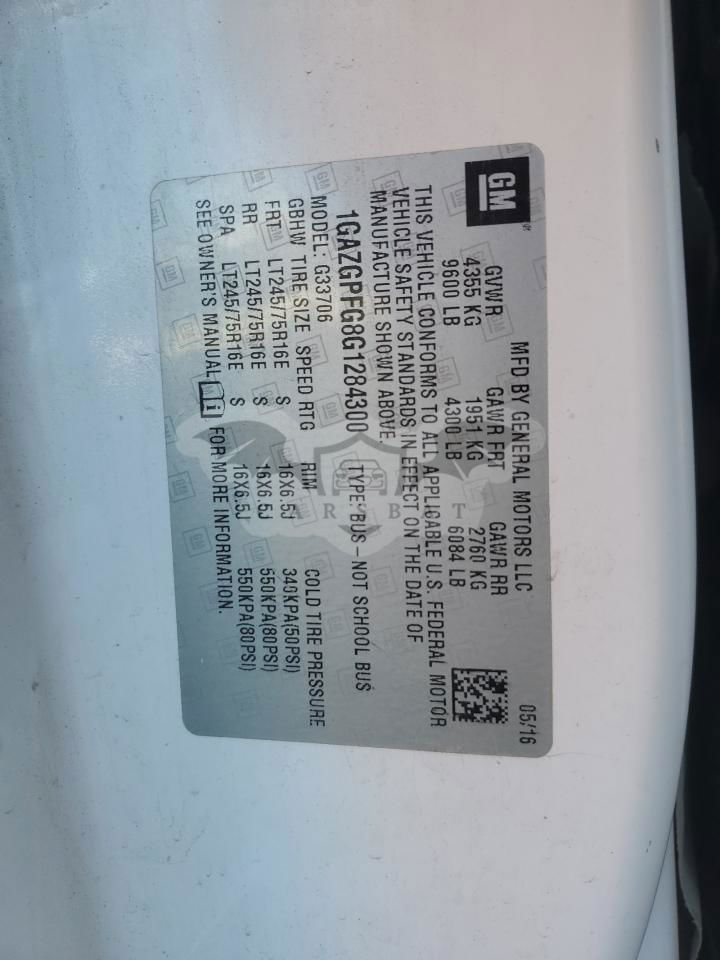 GM
MFD BY GENERAL MOTORS LLC
05/16
GVWR GAWR FRT GAWR RR
4355 KG 1951 KG 2760 KG
9600 LB 4300 LB 6084 LB
THIS VEHICLE CONFORMS TO ALL APPLICABLE U.S. FEDERAL MOTOR
VEHICLE SAFETY STANDARDS IN EFFECT ON THE DATE OF
MANUFACTURE SHOWN ABOVE.
1GAZGPFG8G1284300 TYPE: BUS – NOT SCHOOL BUS
MODEL: G33706
GBHW TIRE SIZE SPEED RTG RIM COLD TIRE PRESSURE
FRT LT245/75R16E S 16X6.5J 340KPA(50PSI)
RR LT245/75R16E S 16X6.5J 550KPA(80PSI)
SPA LT245/75R16E S 16X6.5J 550KPA(80PSI)
SEE OWNER'S MANUAL i FOR MORE INFORMATION.